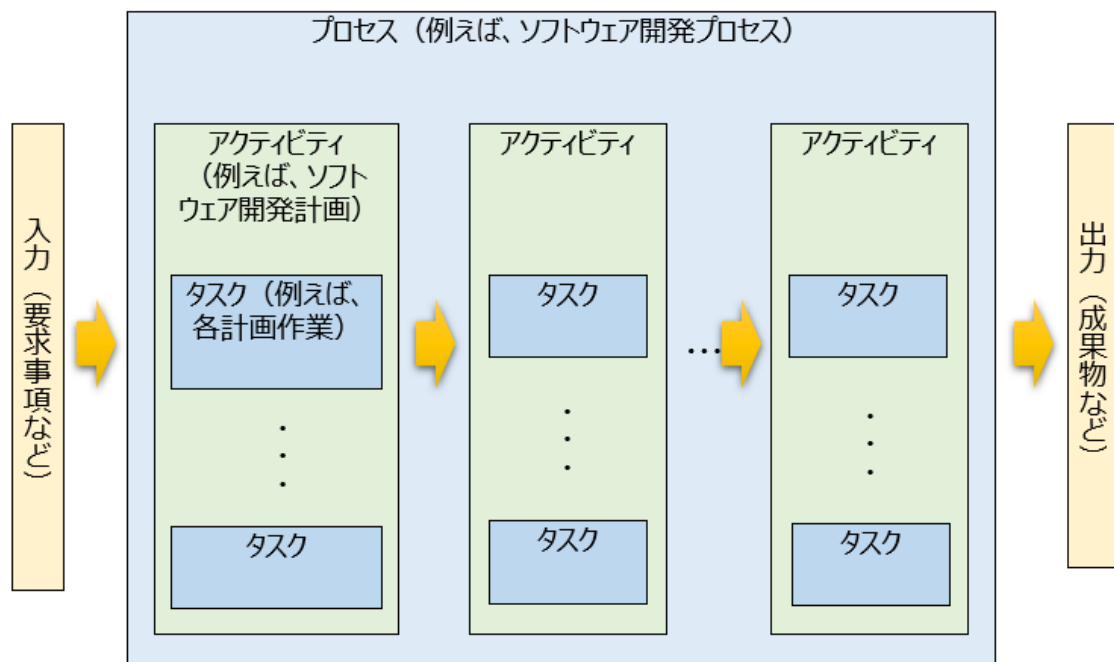 プロセス（例えば、ソフトウェア開発プロセス）
入力（要求事項など）
アクティビティ
（例えば、ソフト
ウェア開発計画）
タスク（例えば、
各計画作業）
・
・
・
タスク
アクティビティ
タスク
・
・
・
タスク
…
アクティビティ
タスク
・
・
・
タスク
出力（成果物など）